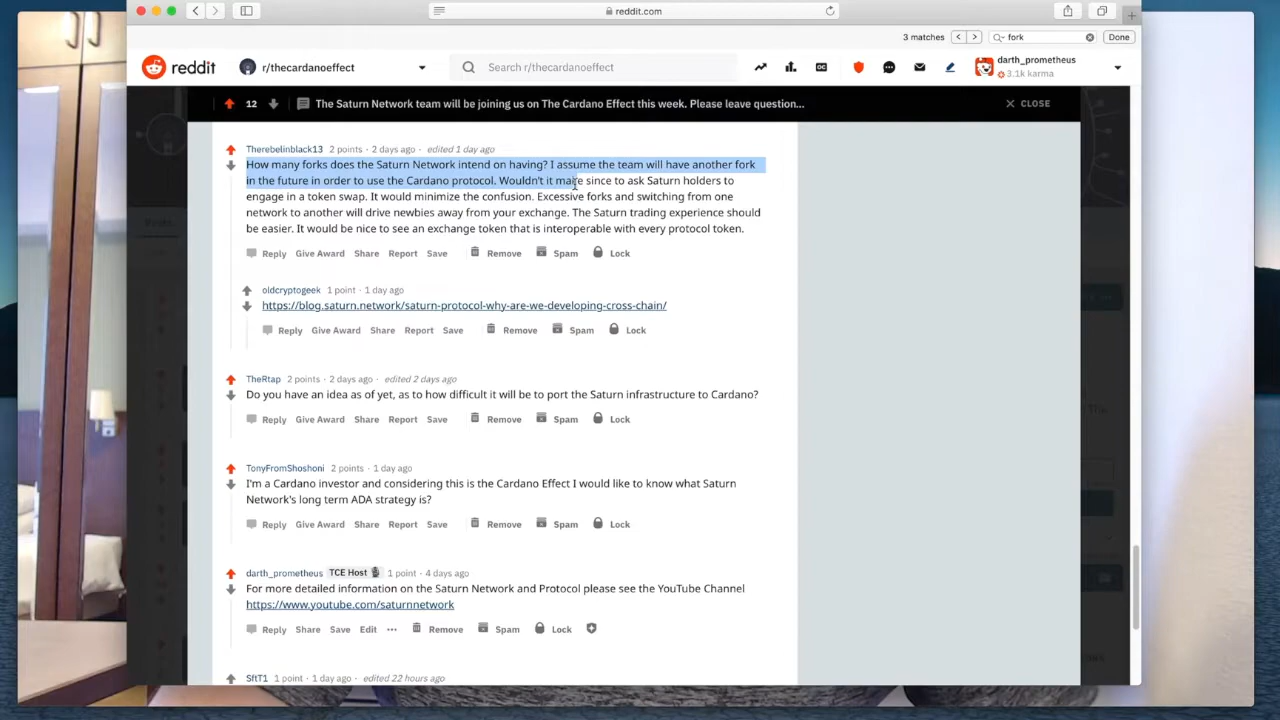 reddit.com
3 matches
fork
Done
reddit
r/thecardanoeffect
Search r/thecardanoeffect
darth_prometheus
3.1k karma
12
The Saturn Network team will be joining us on The Cardano Effect this week. Please leave question...
CLOSE
Therebelinblack13 2 points · 2 days ago · edited 1 day ago
How many forks does the Saturn Network intend on having? I assume the team will have another fork
in the future in order to use the Cardano protocol. Wouldn't it mare since to ask Saturn holders to
engage in a token swap. It would minimize the confusion. Excessive forks and switching from one
network to another will drive newbies away from your exchange. The Saturn trading experience should
be easier. It would be nice to see an exchange token that is interoperable with every protocol token.
Reply Give Award Share Report Save Remove Spam Lock
oldcryptogeek 1 point · 1 day ago
https://blog.saturn.network/saturn-protocol-why-are-we-developing-cross-chain/
Reply Give Award Share Report Save Remove Spam Lock
TheRtap 2 points · 2 days ago · edited 2 days ago
Do you have an idea as of yet, as to how difficult it will be to port the Saturn infrastructure to Cardano?
Reply Give Award Share Report Save Remove Spam Lock
TonyFromShoshoni 2 points · 1 day ago
I'm a Cardano investor and considering this is the Cardano Effect I would like to know what Saturn
Network's long term ADA strategy is?
Reply Give Award Share Report Save Remove Spam Lock
darth_prometheus TCE Host 1 point · 4 days ago
For more detailed information on the Saturn Network and Protocol please see the YouTube Channel
https://www.youtube.com/saturnnetwork
Reply Share Save Edit ··· Remove Spam Lock
SftT1 1 point · 1 day ago · edited 22 hours ago